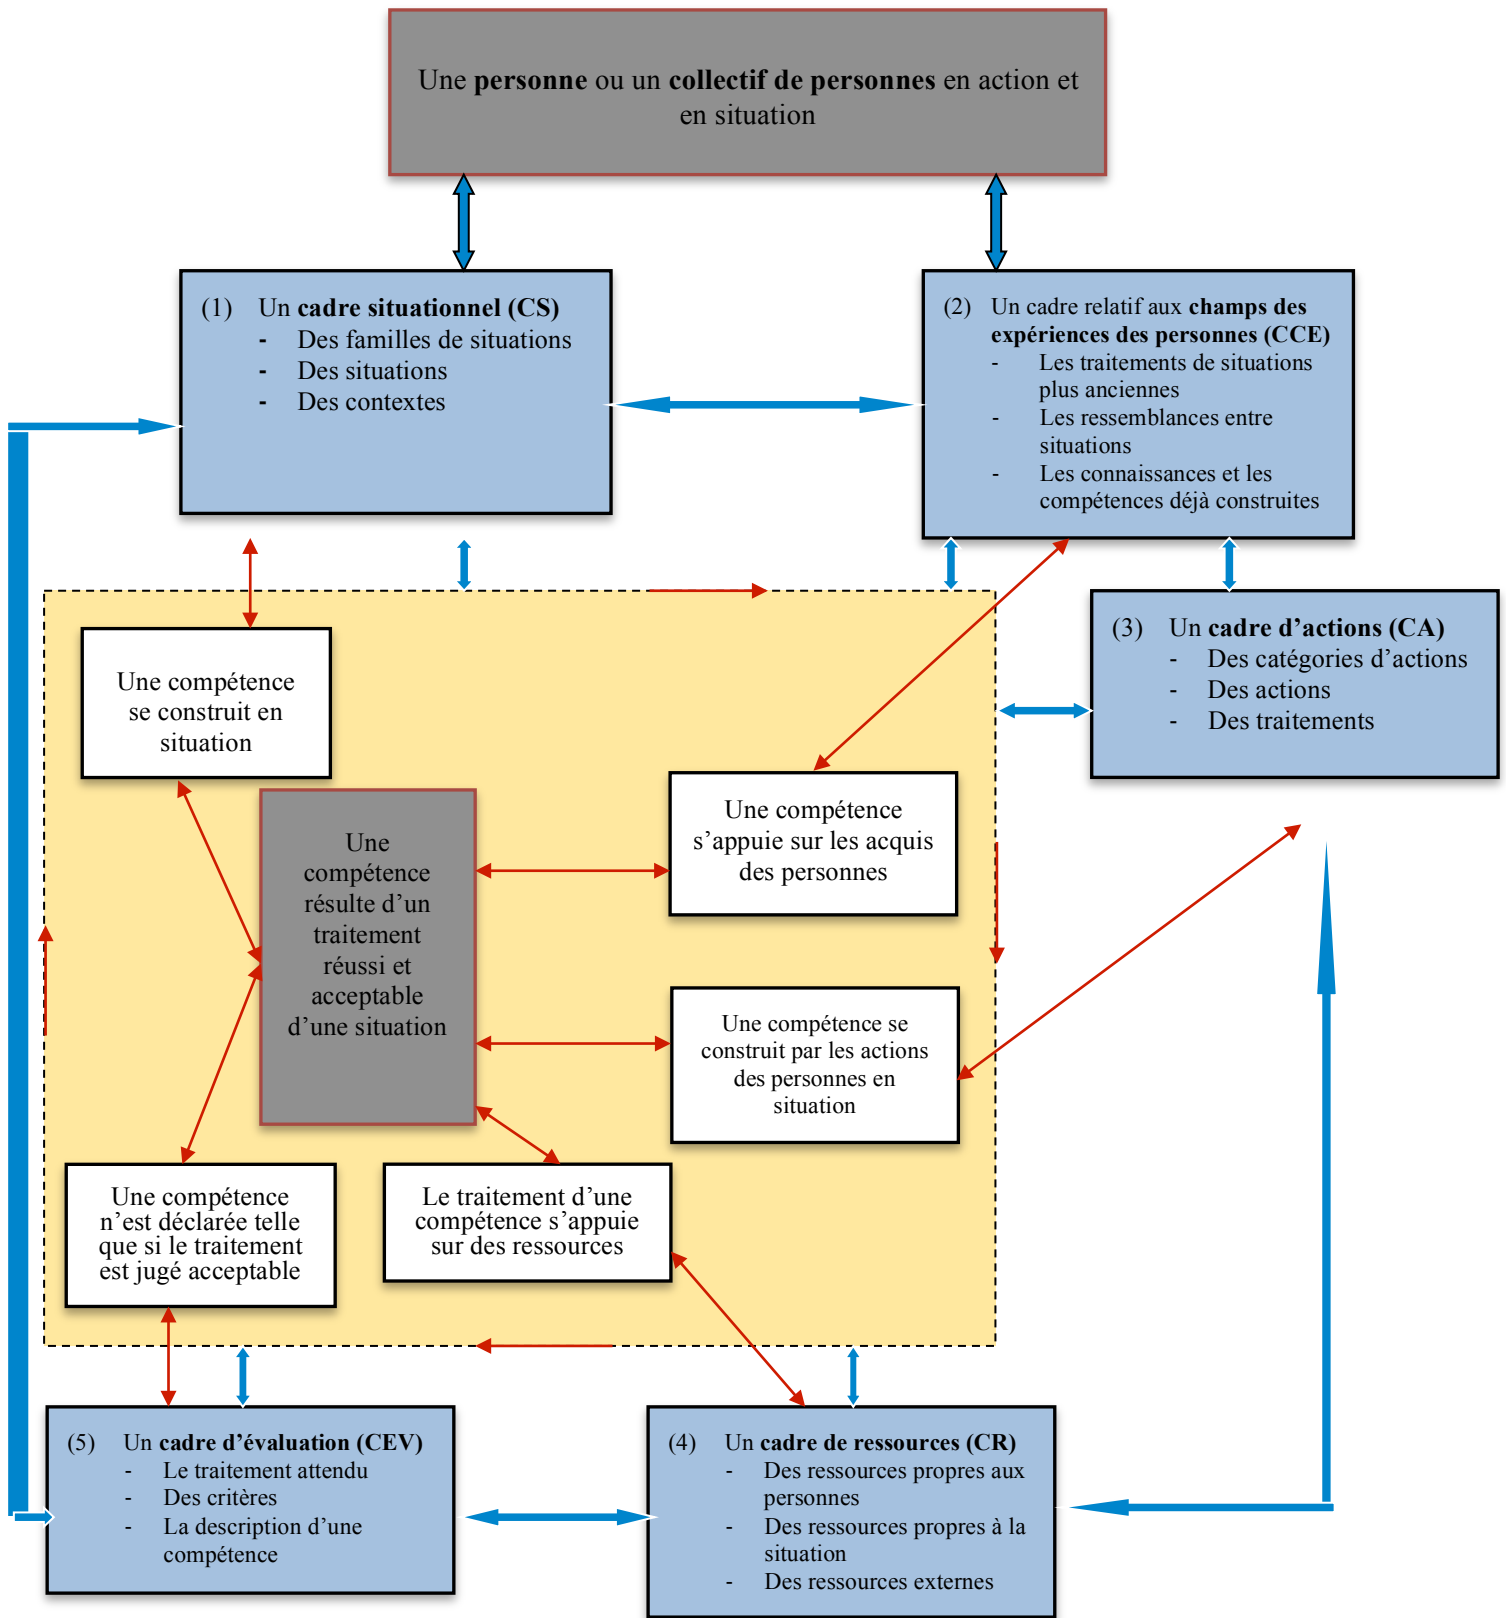 Une personne ou un collectif de personnes en action et
en situation
(1) Un cadre situationnel (CS)
- Des familles de situations
- Des situations
- Des contextes
(2) Un cadre relatif aux champs des
expériences des personnes (CCE)
- Les traitements de situations
plus anciennes
- Les ressemblances entre
situations
- Les connaissances et les
compétences déjà construites
(3) Un cadre d’actions (CA)
- Des catégories d’actions
- Des actions
- Des traitements
Une compétence
se construit en
situation
Une compétence
s’appuie sur les acquis
des personnes
Une
compétence
résulte d’un
traitement
réussi et
acceptable
d’une situation
Une compétence se
construit par les actions
des personnes en
situation
Une compétence
n’est déclarée telle
que si le traitement
est jugé acceptable
Le traitement d’une
compétence s’appuie
sur des ressources
(5) Un cadre d’évaluation (CEV)
- Le traitement attendu
- Des critères
- La description d’une
compétence
(4) Un cadre de ressources (CR)
- Des ressources propres aux
personnes
- Des ressources propres à la
situation
- Des ressources externes